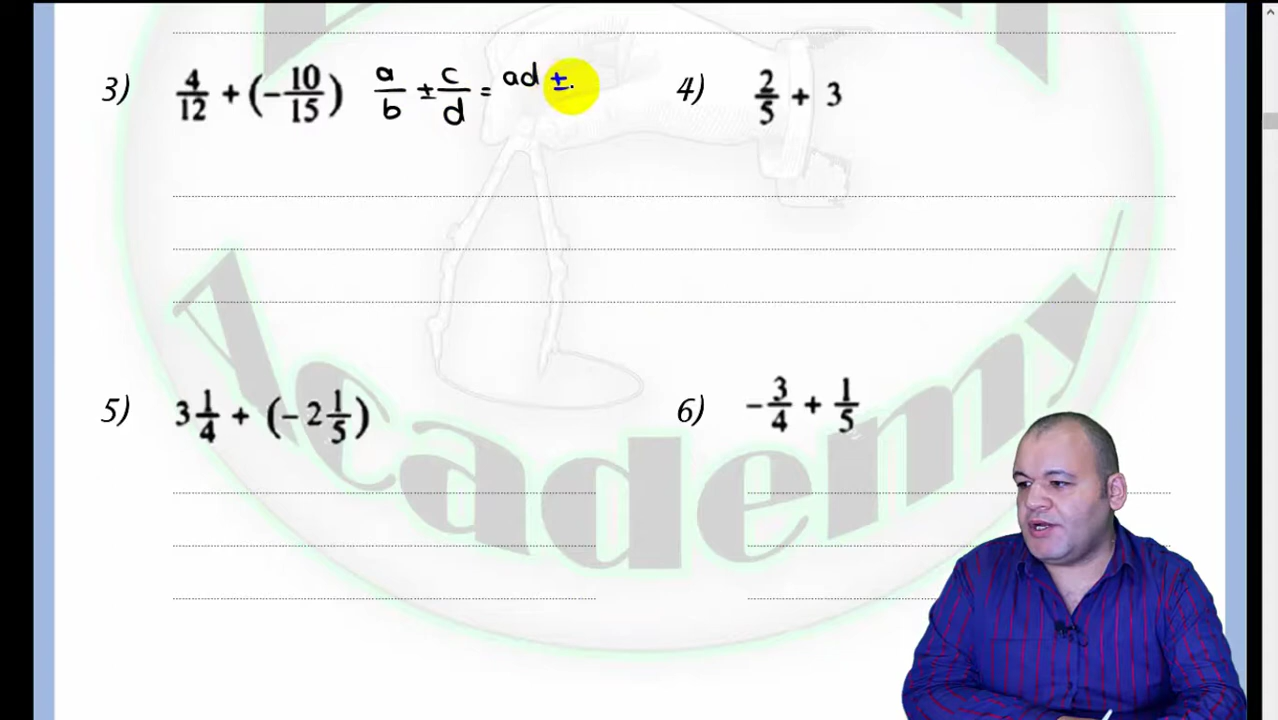 3) 4/12 + (-10/15) a/b ± c/d = ad ±
4) 2/5 + 3
5) 3 1/4 + (-2 1/5)
6) -3/4 + 1/5
Academy